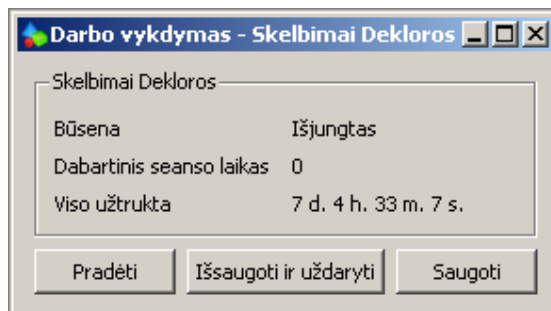 Darbo vykdymas - Skelbimai Dekloros
Skelbimai Dekloros
Būsena Išjungtas
Dabartinis seanso laikas 0
Viso užtrukta 7 d. 4 h. 33 m. 7 s.
Pradėti Išsaugoti ir uždaryti Saugoti